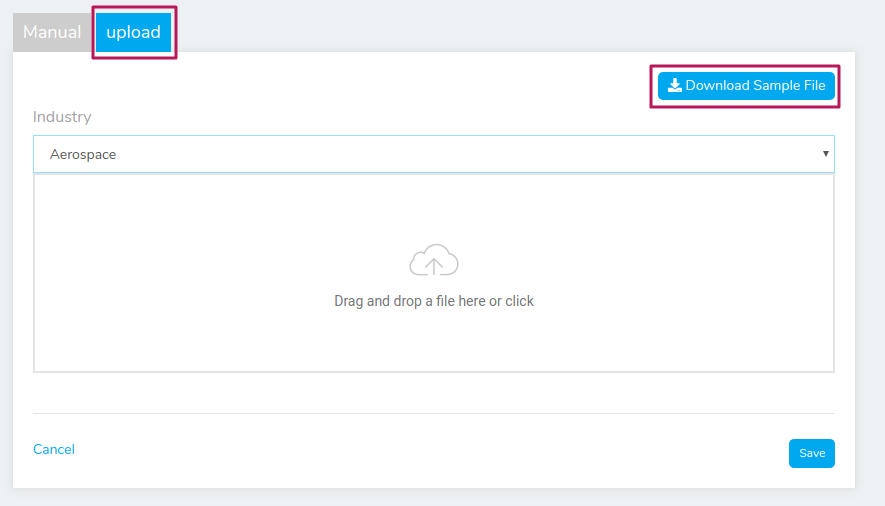 Manual upload
Download Sample File
Industry
Aerospace
Drag and drop a file here or click
Cancel Save